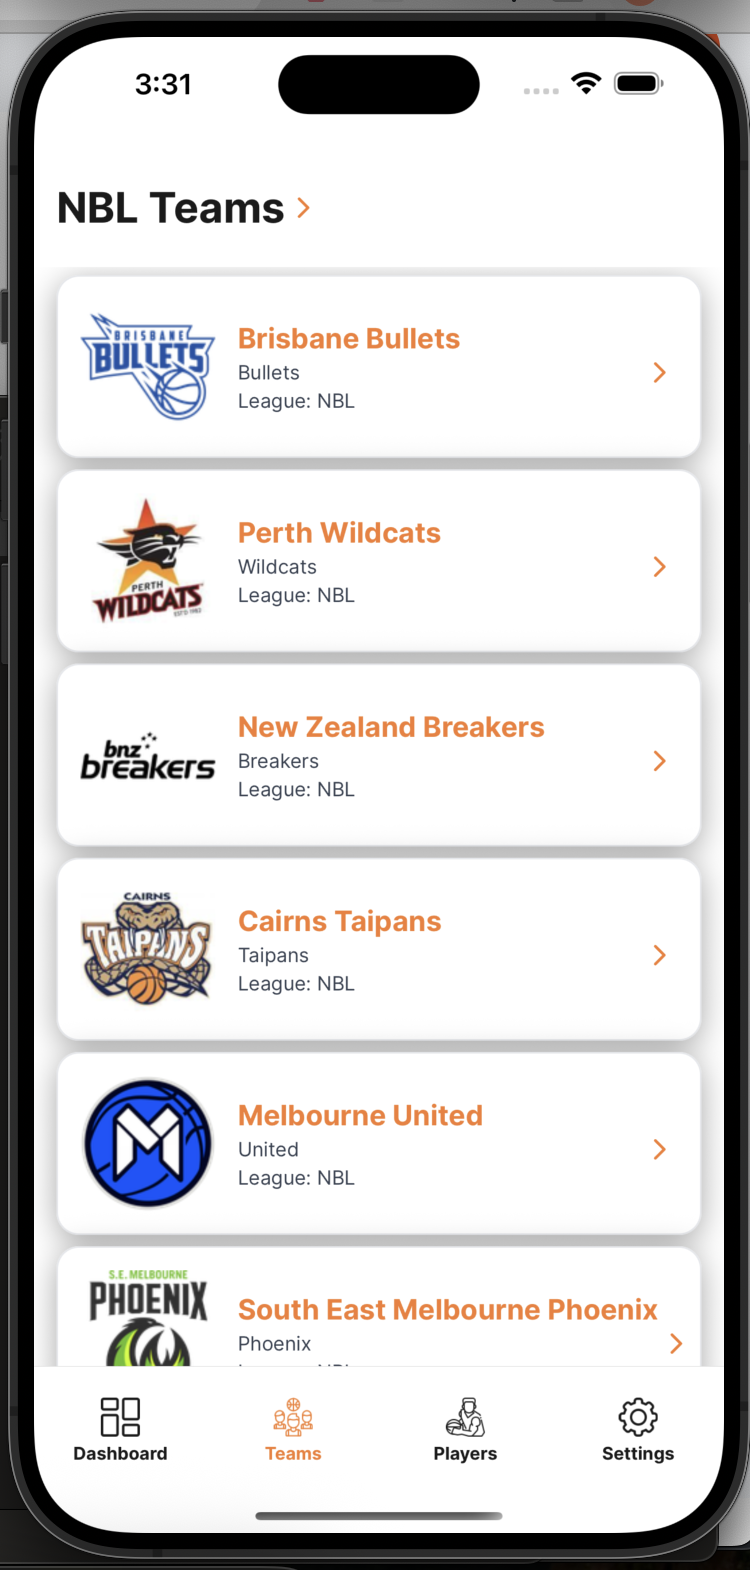 3:31
NBL Teams
BRISBANE
BULLETS
Brisbane Bullets
Bullets
League: NBL
PERTH
WILDCATS
ESTD 1982
Perth Wildcats
Wildcats
League: NBL
bnz
breakers
New Zealand Breakers
Breakers
League: NBL
CAIRNS
TAIPANS
Cairns Taipans
Taipans
League: NBL
M
Melbourne United
United
League: NBL
S.E. MELBOURNE
PHOENIX
South East Melbourne Phoenix
Phoenix
Dashboard
Teams
Players
Settings